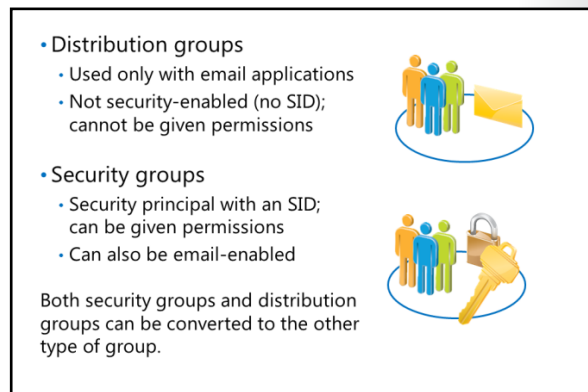 • Distribution groups
• Used only with email applications
• Not security-enabled (no SID);
cannot be given permissions
• Security groups
• Security principal with an SID;
can be given permissions
• Can also be email-enabled
Both security groups and distribution
groups can be converted to the other
type of group.